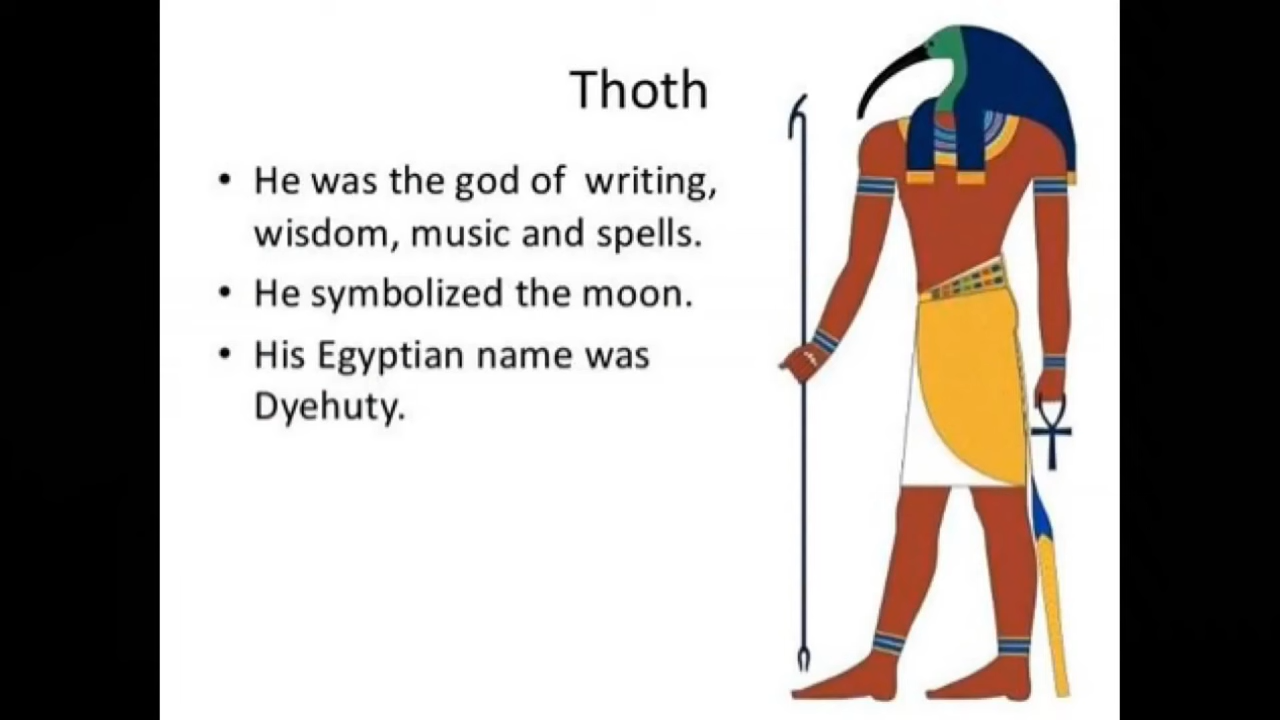 Thoth
• He was the god of writing,
wisdom, music and spells.
• He symbolized the moon.
• His Egyptian name was
Dyehuty.